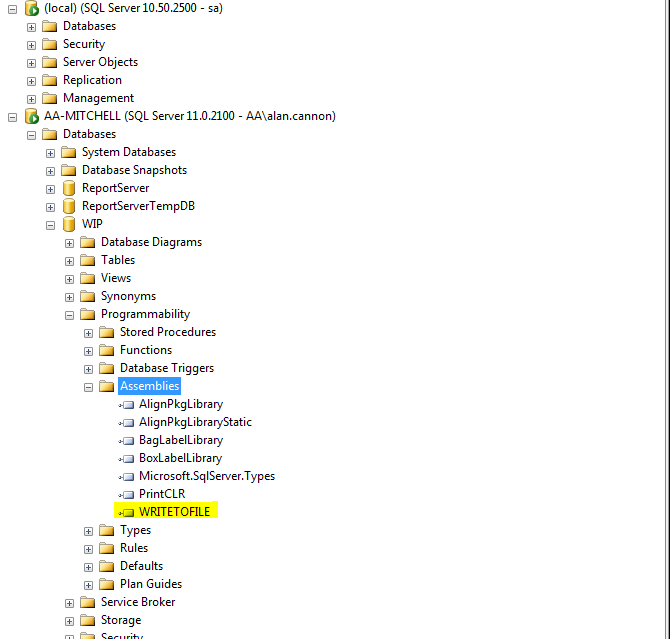 (local) (SQL Server 10.50.2500 - sa)
Databases
Security
Server Objects
Replication
Management
AA-MITCHELL (SQL Server 11.0.2100 - AA\alan.cannon)
Databases
System Databases
Database Snapshots
ReportServer
ReportServerTempDB
WIP
Database Diagrams
Tables
Views
Synonyms
Programmability
Stored Procedures
Functions
Database Triggers
Assemblies
AlignPkgLibrary
AlignPkgLibraryStatic
BagLabelLibrary
BoxLabelLibrary
Microsoft.SqlServer.Types
PrintCLR
WRITETOFILE
Types
Rules
Defaults
Plan Guides
Service Broker
Storage
Security